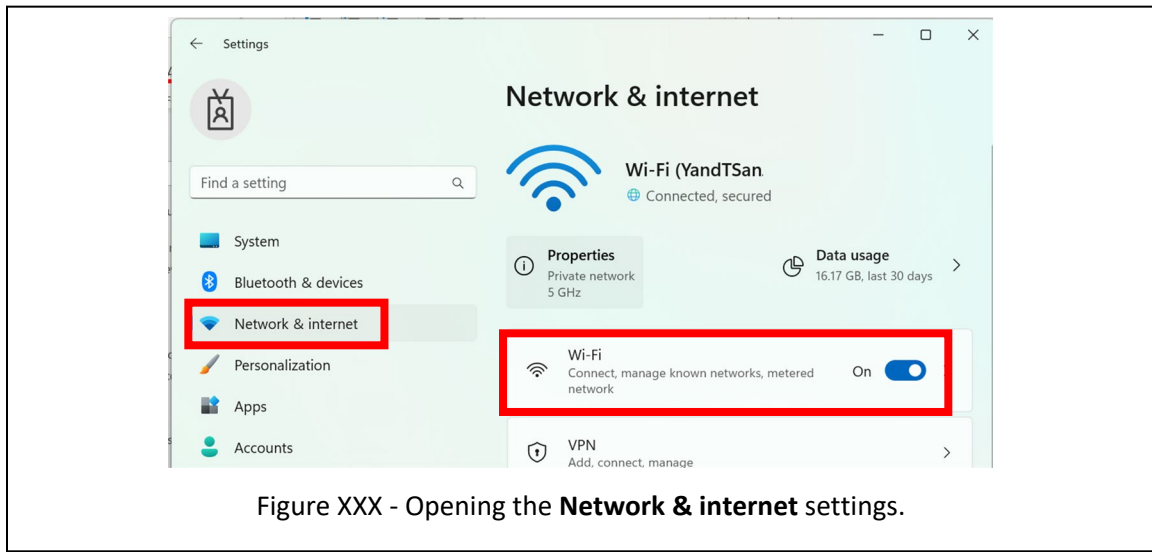 Settings
Network & internet
Find a setting
Wi-Fi (YandTSan.
Connected, secured
System
Bluetooth & devices
Network & internet
Personalization
Apps
Accounts
Properties
Private network
5 GHz
Data usage
16.17 GB, last 30 days
Wi-Fi
Connect, manage known networks, metered
network
On
VPN
Add, connect, manage
Figure XXX - Opening the Network & internet settings.